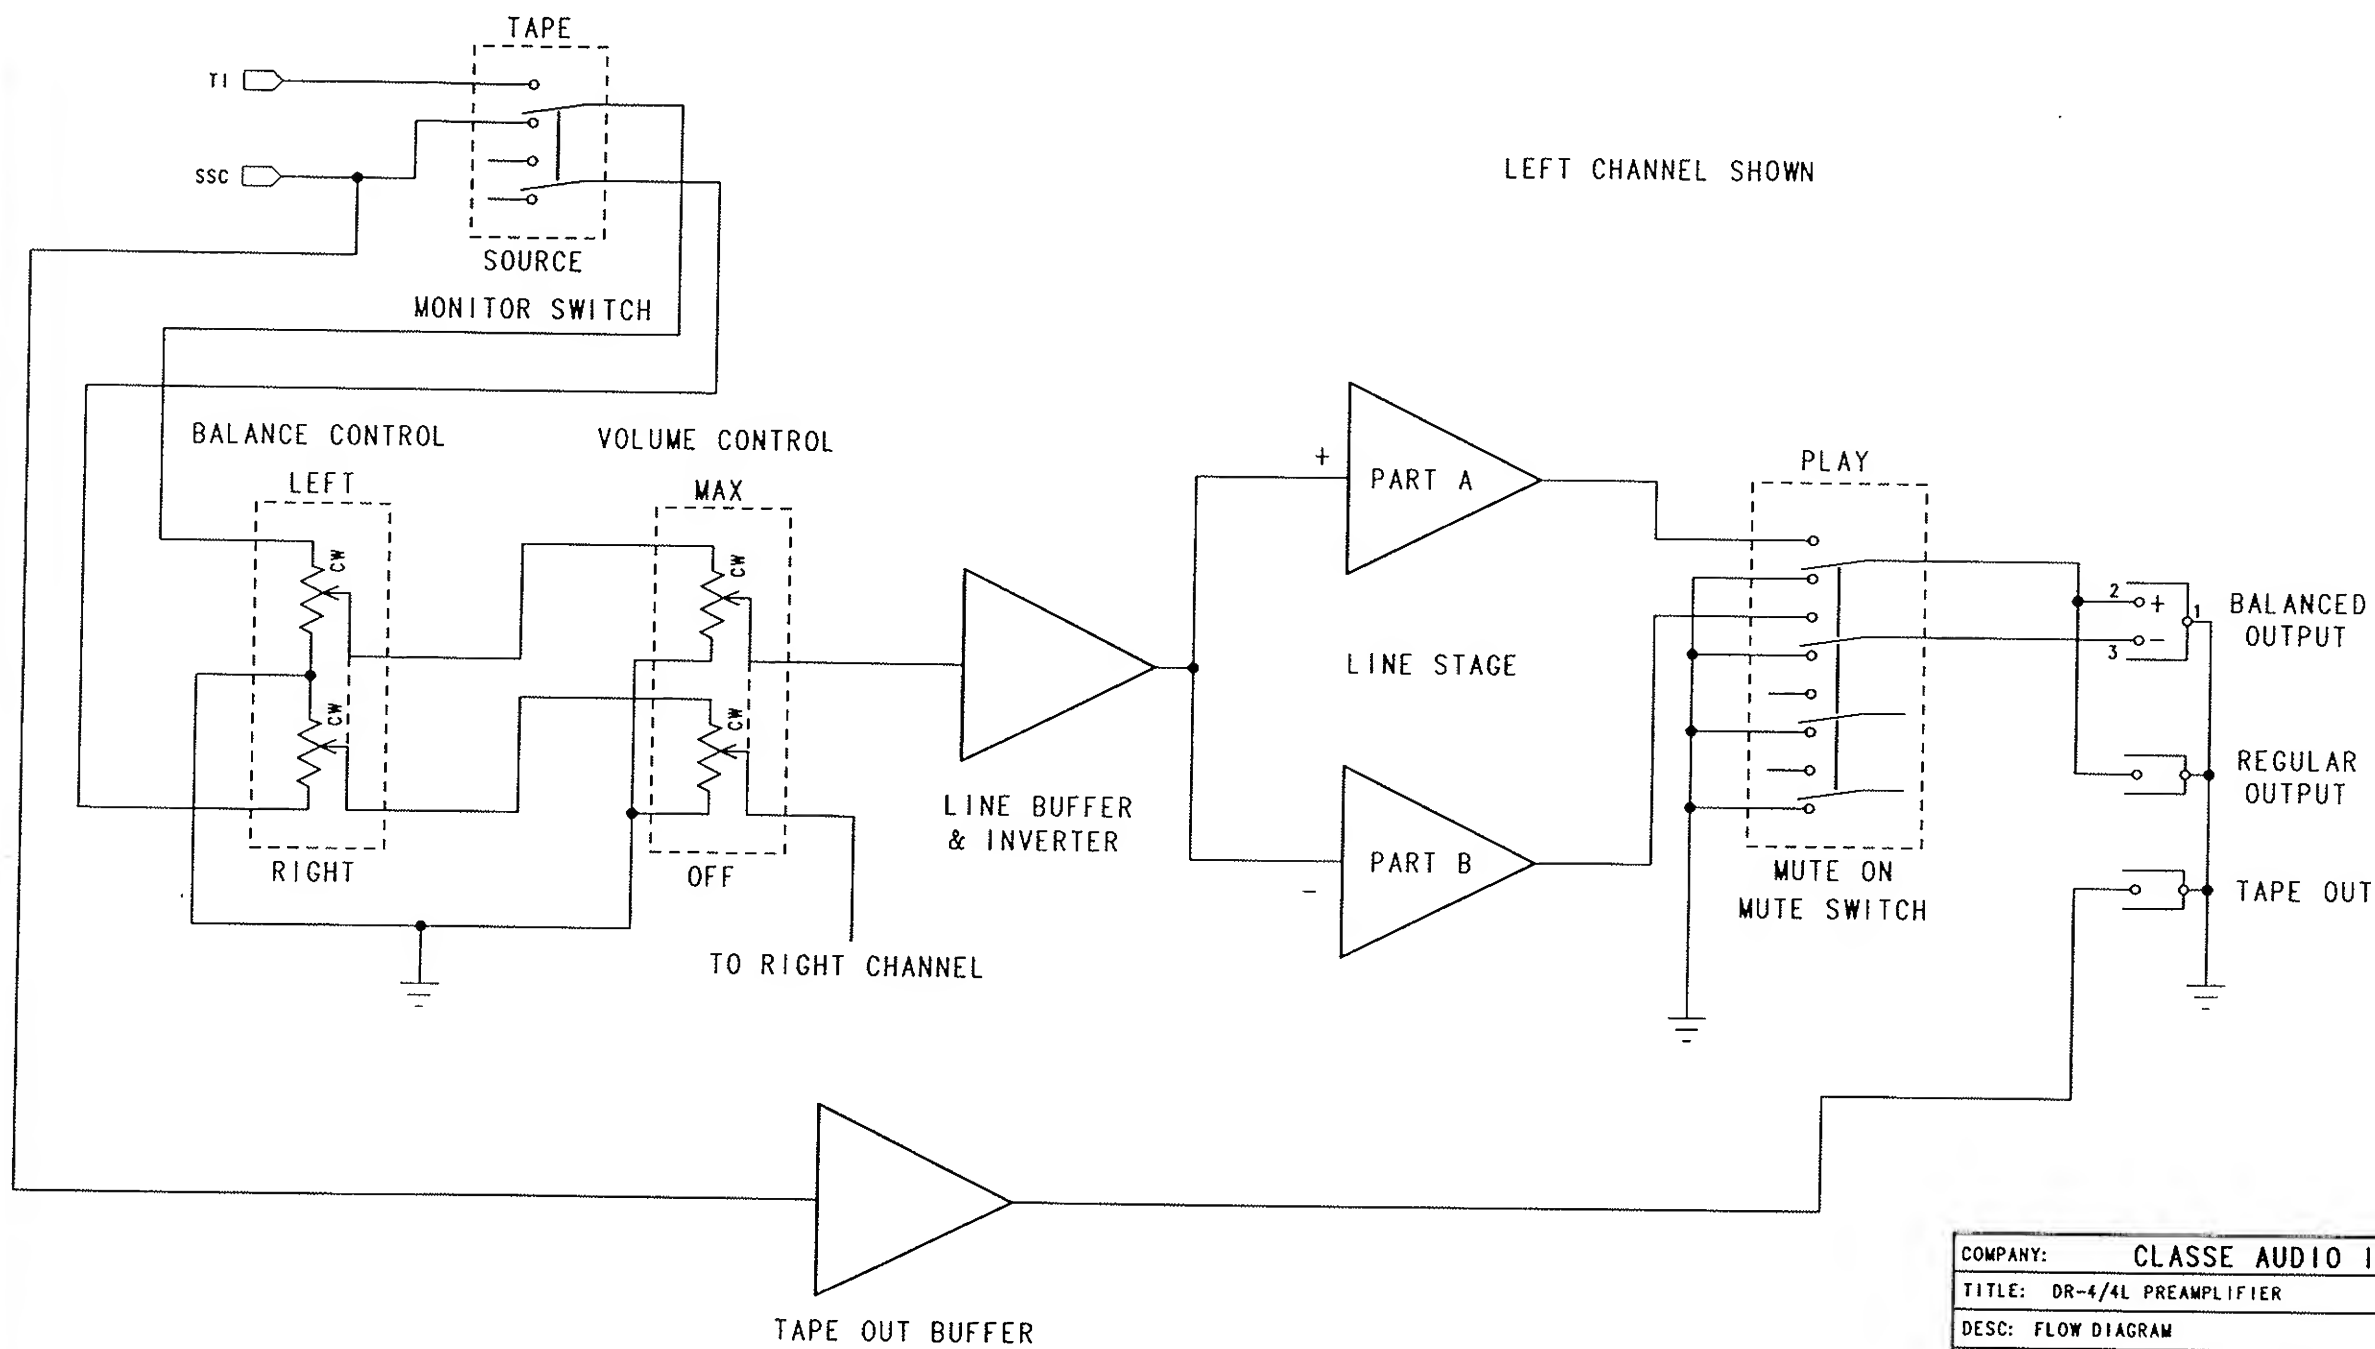 TAPE
TI
SSC
SOURCE
MONITOR SWITCH
LEFT CHANNEL SHOWN
BALANCE CONTROL
VOLUME CONTROL
LEFT
MAX
CW
CW
CW
CW
RIGHT
OFF
TO RIGHT CHANNEL
LINE BUFFER
& INVERTER
+
PART A
LINE STAGE
PART B
-
PLAY
MUTE ON
MUTE SWITCH
2
+
1
-
3
BALANCED
OUTPUT
REGULAR
OUTPUT
TAPE OUT
TAPE OUT BUFFER
COMPANY: CLASSE AUDIO
TITLE: DR-4/4L PREAMPLIFIER
DESC: FLOW DIAGRAM